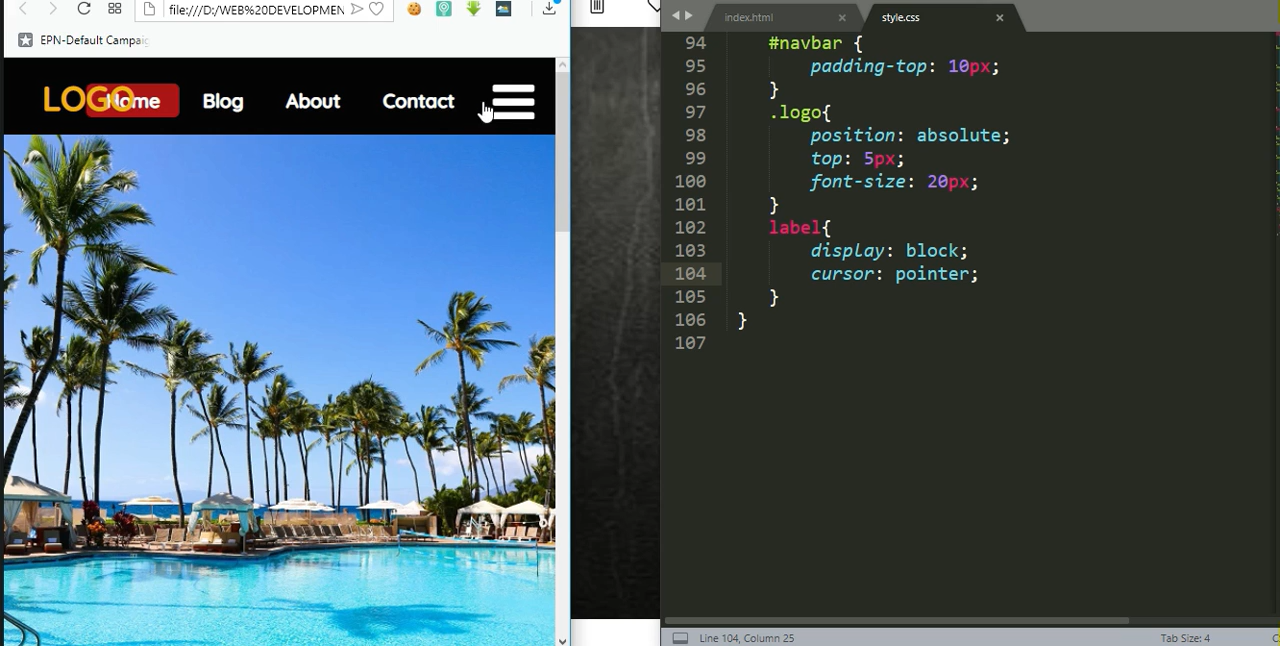 file:///D:/WEB%20DEVELOPMEN
EPN-Default Campaig
LOGO
Home
Blog
About
Contact
index.html
style.css
94 #navbar {
95 padding-top: 10px;
96 }
97 .logo{
98 position: absolute;
99 top: 5px;
100 font-size: 20px;
101 }
102 label{
103 display: block;
104 cursor: pointer;
105 }
106 }
107
Line 104, Column 25
Tab Size: 4